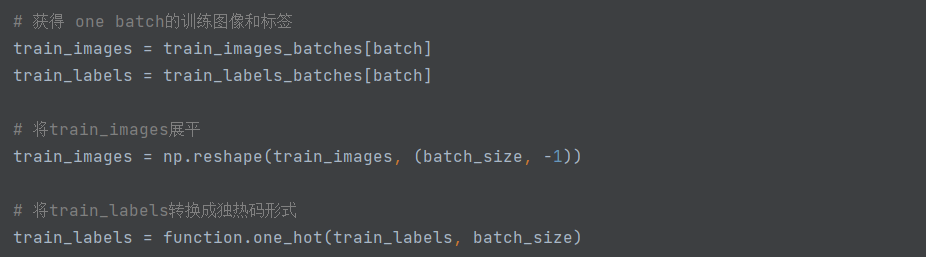 # 获得 one batch的训练图像和标签
train_images = train_images_batches[batch]
train_labels = train_labels_batches[batch]
# 将train_images展平
train_images = np.reshape(train_images, (batch_size, -1))
# 将train_labels转换成独热码形式
train_labels = function.one_hot(train_labels, batch_size)